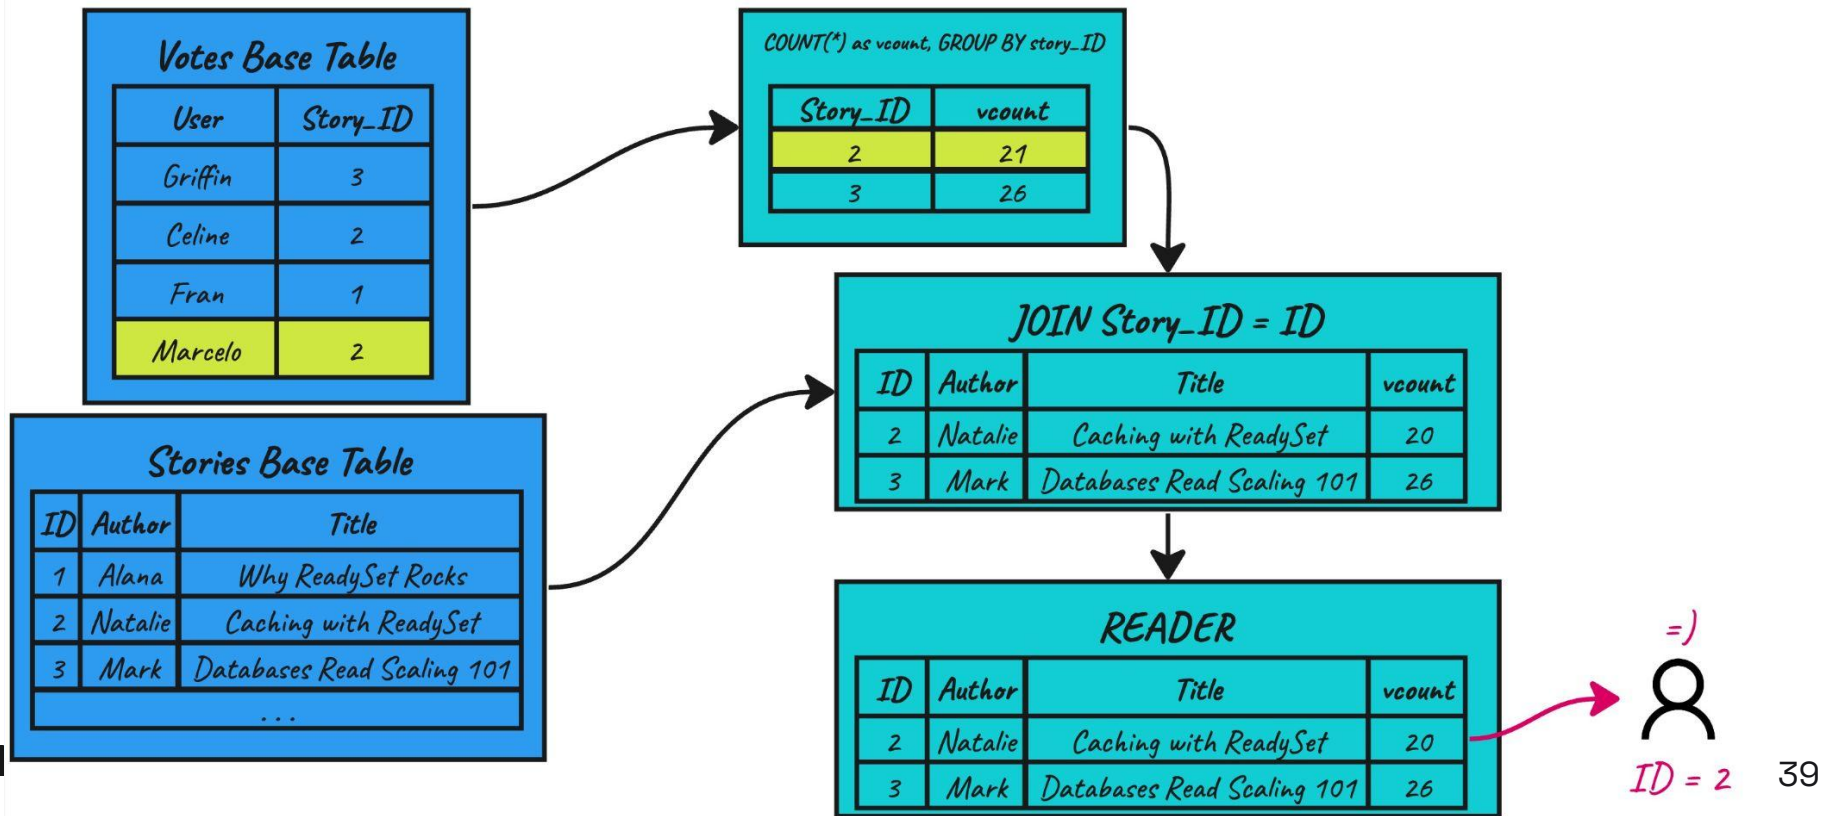 Votes Base Table
User Story_ID
Griffin 3
Celine 2
Fran 1
Marcelo 2
COUNT(*) as vcount, GROUP BY story_ID
Story_ID vcount
2 21
3 26
Stories Base Table
ID Author Title
1 Alana Why ReadySet Rocks
2 Natalie Caching with ReadySet
3 Mark Databases Read Scaling 101
...
JOIN Story_ID = ID
ID Author Title vcount
2 Natalie Caching with ReadySet 20
3 Mark Databases Read Scaling 101 26
READER
ID Author Title vcount
2 Natalie Caching with ReadySet 20
3 Mark Databases Read Scaling 101 26
=)
ID = 2
39